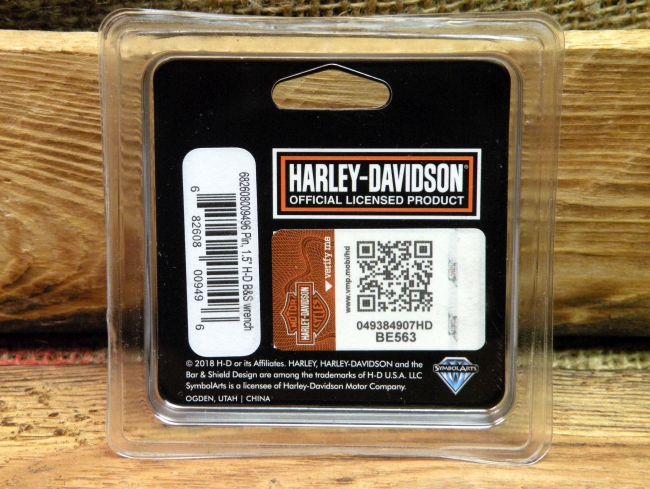 HARLEY-DAVIDSON®
OFFICIAL LICENSED PRODUCT
682608009496 Pin, 1.5" H-D B&S wrench
6 82608 00949 6
verify me
HARLEY-DAVIDSON
www.vmp.mobi/hd
049384907HD
BE563
© 2018 H-D or its Affiliates. HARLEY, HARLEY-DAVIDSON and the
Bar & Shield Design are among the trademarks of H-D U.S.A. LLC
SymbolArts is a licensee of Harley-Davidson Motor Company.
OGDEN, UTAH | CHINA
SYMBOLARTS